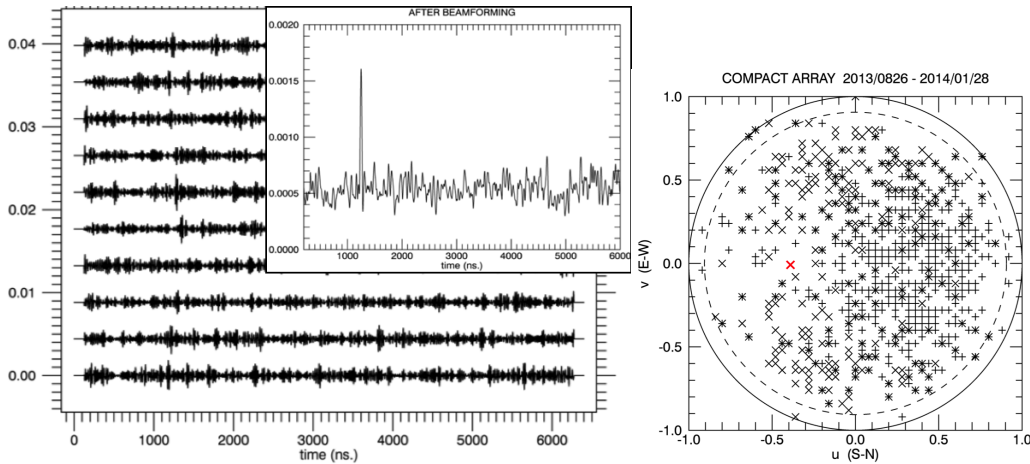 AFTER BEAMFORMING
0.0020
0.0015
0.0010
0.0005
0.0000
1000 2000 3000 4000 5000 6000
time (ns.)
0.04
0.03
0.02
0.01
0.00
0 1000 2000 3000 4000 5000 6000
time (ns.)
COMPACT ARRAY 2013/0826 - 2014/01/28
1.0
0.5
0.0
-0.5
-1.0
v (E-W)
-1.0 -0.5 0.0 0.5 1.0
u (S-N)